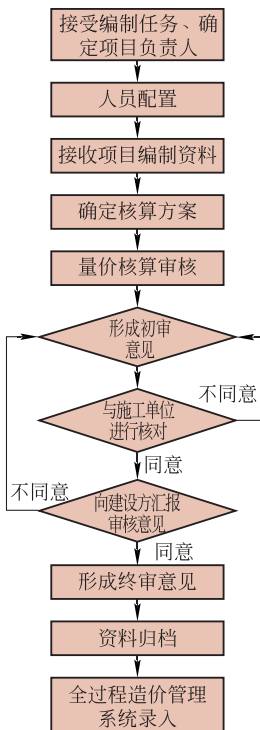 接受编制任务、确
定项目负责人
人员配置
接收项目编制资料
确定核算方案
量价核算审核
形成初审
意见
不同意
与施工单位
进行核对
同意
不同意
向建设方汇报
审核意见
同意
形成终审意见
资料归档
全过程造价管理
系统录入